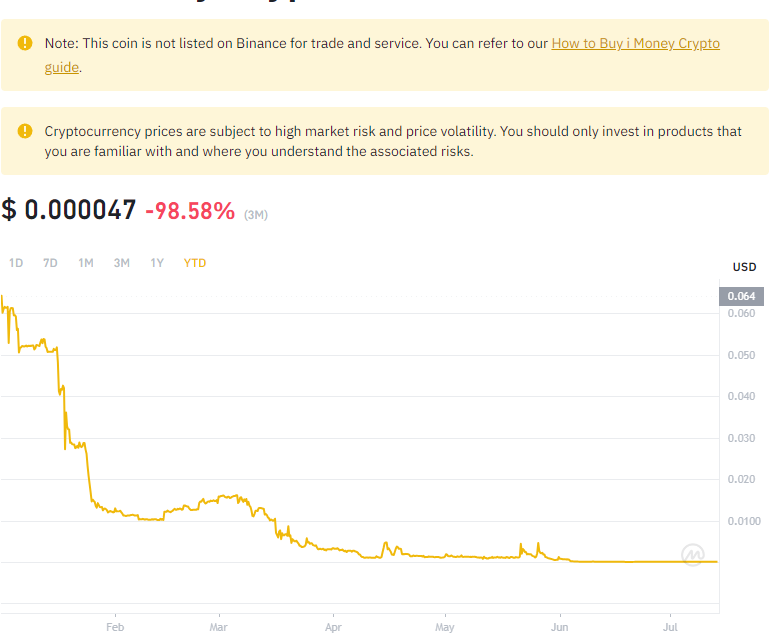 Note: This coin is not listed on Binance for trade and service. You can refer to our How to Buy i Money Crypto
guide.
Cryptocurrency prices are subject to high market risk and price volatility. You should only invest in products that
you are familiar with and where you understand the associated risks.
$ 0.000047 -98.58% (3M)
1D 7D 1M 3M 1Y YTD
USD
0.064
0.060
0.050
0.040
0.030
0.020
0.0100
Feb Mar Apr May Jun Jul